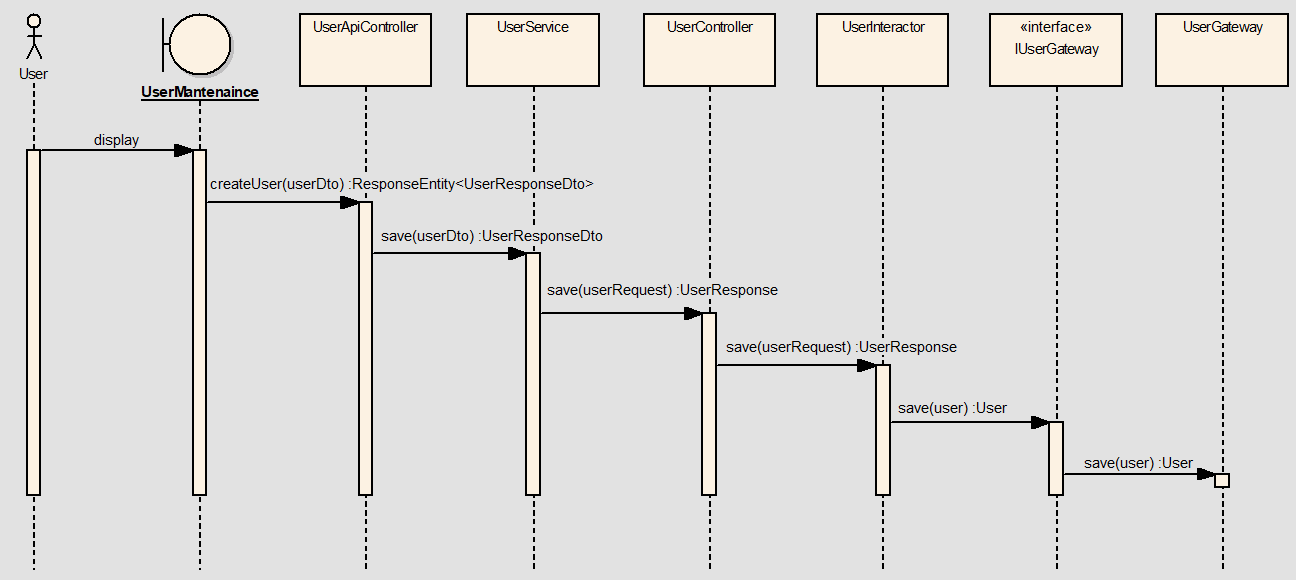 User
UserMantenaince
UserApiController
UserService
UserController
UserInteractor
«interface»
IUserGateway
UserGateway
display
createUser(userDto) :ResponseEntity<UserResponseDto>
save(userDto) :UserResponseDto
save(userRequest) :UserResponse
save(userRequest) :UserResponse
save(user) :User
save(user) :User